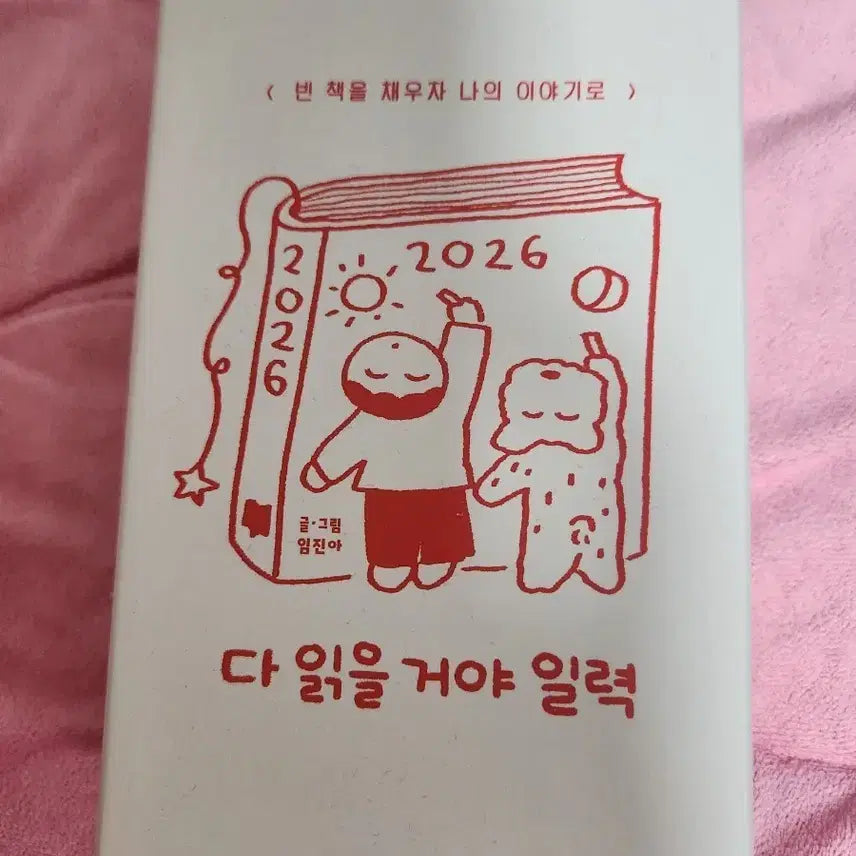 < 빈 책을 채우자 나의 이야기로 >
2026
2026
글·그림
임진아
다 읽을 거야 일력